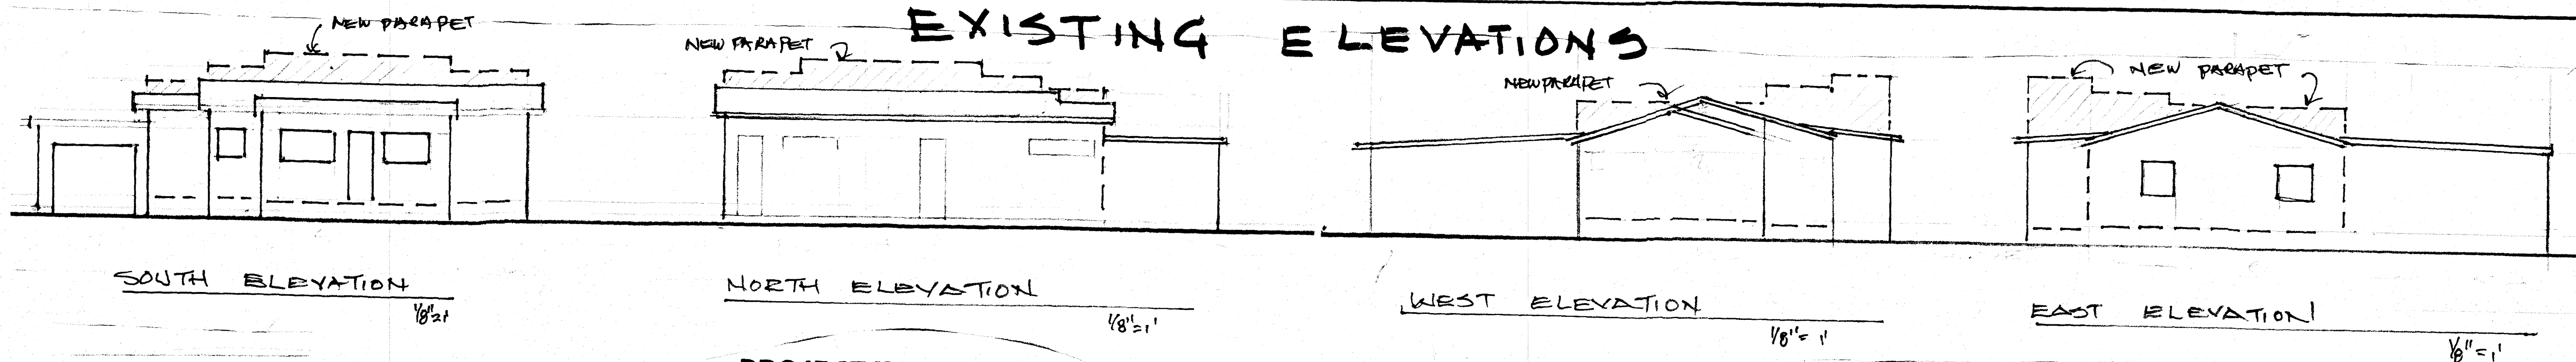 EXISTING ELEVATIONS
NEW PARAPET
NEW PARAPET
NEW PARAPET
NEW PARAPET
SOUTH ELEVATION
1/8"=1'
NORTH ELEVATION
1/8"=1'
WEST ELEVATION
1/8"=1'
EAST ELEVATION
1/8"=1'